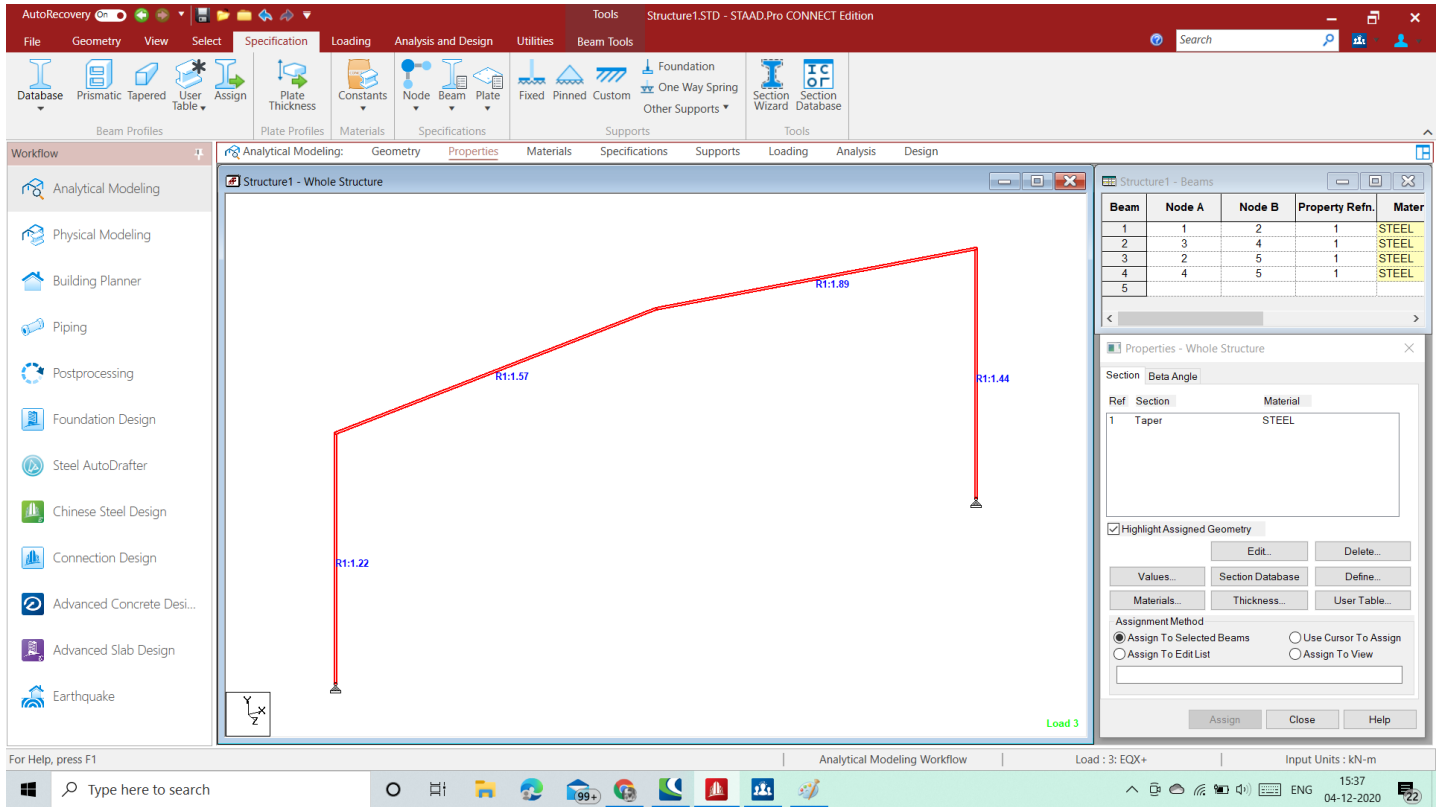 AutoRecovery On Tools Structure1.STD - STAAD.Pro CONNECT Edition
File Geometry View Select Specification Loading Analysis and Design Utilities Beam Tools Search
Database Prismatic Tapered User Table Assign Plate Thickness Constants Node Beam Plate Fixed Pinned Custom Foundation One Way Spring Other Supports Section Wizard Section Database
Beam Profiles Plate Profiles Materials Specifications Supports Tools
Workflow Analytical Modeling: Geometry Properties Materials Specifications Supports Loading Analysis Design
Analytical Modeling
Physical Modeling
Building Planner
Piping
Postprocessing
Foundation Design
Steel AutoDrafter
Chinese Steel Design
Connection Design
Advanced Concrete Desi...
Advanced Slab Design
Earthquake
Structure1 - Whole Structure
R1:1.89
R1:1.57
R1:1.44
R1:1.22
Y
X
Z
Load 3
Structure1 - Beams
Beam Node A Node B Property Refn. Mater
1 1 2 1 STEEL
2 3 4 1 STEEL
3 2 5 1 STEEL
4 4 5 1 STEEL
5
Properties - Whole Structure
Section Beta Angle
Ref Section Material
1 Taper STEEL
Highlight Assigned Geometry
Edit... Delete...
Values... Section Database Define...
Materials... Thickness... User Table...
Assignment Method
Assign To Selected Beams Use Cursor To Assign
Assign To Edit List Assign To View
Assign Close Help
For Help, press F1 Analytical Modeling Workflow Load : 3: EQX+ Input Units : kN-m
Type here to search 99+ ENG 15:37
04-12-2020 22